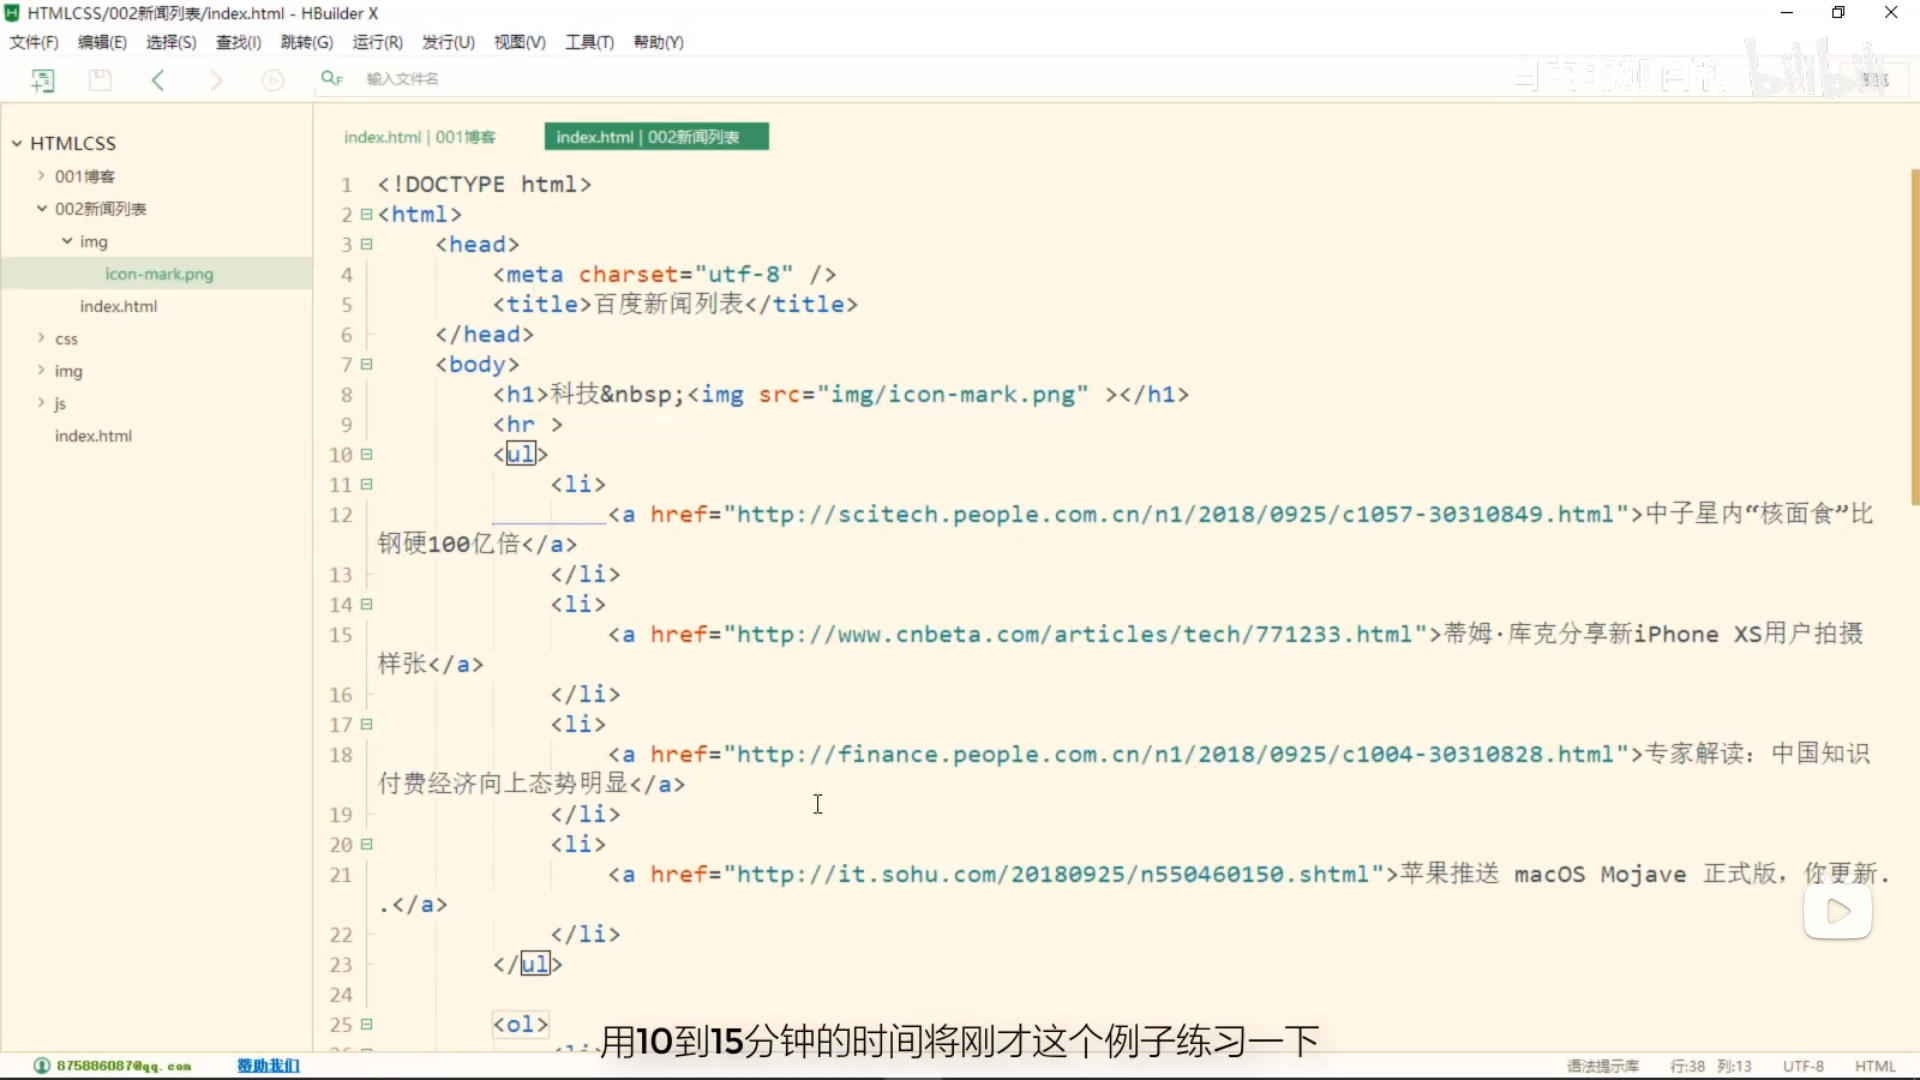 HTMLCSS/002新闻列表/index.html - HBuilder X
文件(F) 编辑(E) 选择(S) 查找(I) 跳转(G) 运行(R) 发行(U) 视图(V) 工具(T) 帮助(Y)
输入文件名
bilibili
HTMLCSS
001博客
002新闻列表
img
icon-mark.png
index.html
css
img
js
index.html
index.html | 001博客
index.html | 002新闻列表
1 <!DOCTYPE html>
2 <html>
3 <head>
4 <meta charset="utf-8" />
5 <title>百度新闻列表</title>
6 </head>
7 <body>
8 <h1>科技&nbsp;<img src="img/icon-mark.png" ></h1>
9 <hr >
10 <ul>
11 <li>
12 <a href="http://scitech.people.com.cn/n1/2018/0925/c1057-30310849.html">中子星内“核面食”比
钢硬100亿倍</a>
13 </li>
14 <li>
15 <a href="http://www.cnbeta.com/articles/tech/771233.html">蒂姆·库克分享新iPhone XS用户拍摄
样张</a>
16 </li>
17 <li>
18 <a href="http://finance.people.com.cn/n1/2018/0925/c1004-30310828.html">专家解读：中国知识
付费经济向上态势明显</a>
19 </li>
20 <li>
21 <a href="http://it.sohu.com/20180925/n550460150.shtml">苹果推送 macOS Mojave 正式版，你更新.
.</a>
22 </li>
23 </ul>
24
25 <ol>
用10到15分钟的时间将刚才这个例子练习一下
875886087@qq.com
赞助我们
语法提示库 行:38 列:13 UTF-8 HTML